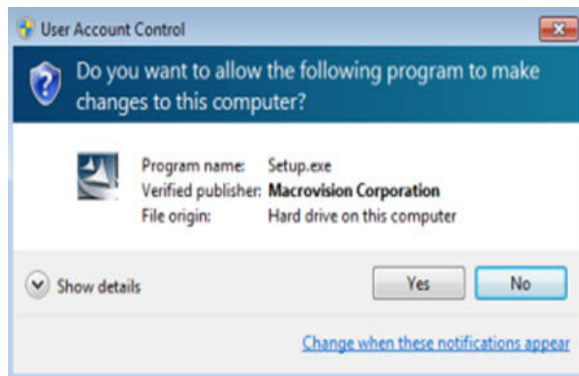 User Account Control
Do you want to allow the following program to make
changes to this computer?
Program name: Setup.exe
Verified publisher: Macrovision Corporation
File origin: Hard drive on this computer
Show details
Yes No
Change when these notifications appear